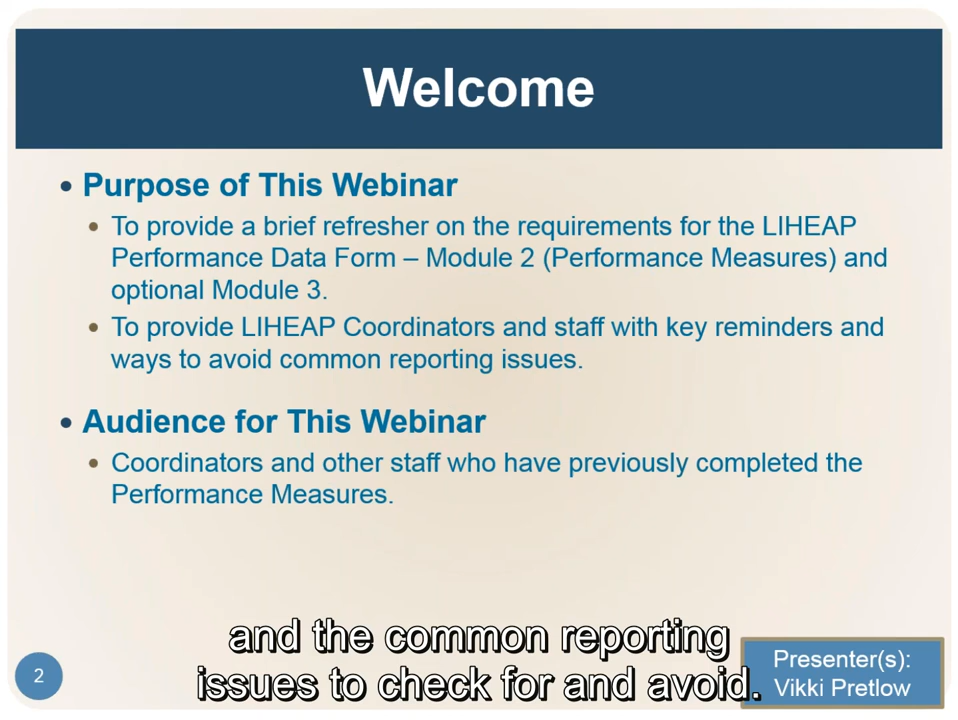 Welcome
• Purpose of This Webinar
• To provide a brief refresher on the requirements for the LIHEAP
Performance Data Form – Module 2 (Performance Measures) and
optional Module 3.
• To provide LIHEAP Coordinators and staff with key reminders and
ways to avoid common reporting issues.
• Audience for This Webinar
• Coordinators and other staff who have previously completed the
Performance Measures.
and the common reporting
issues to check for and avoid.
2
Presenter(s):
Vikki Pretlow